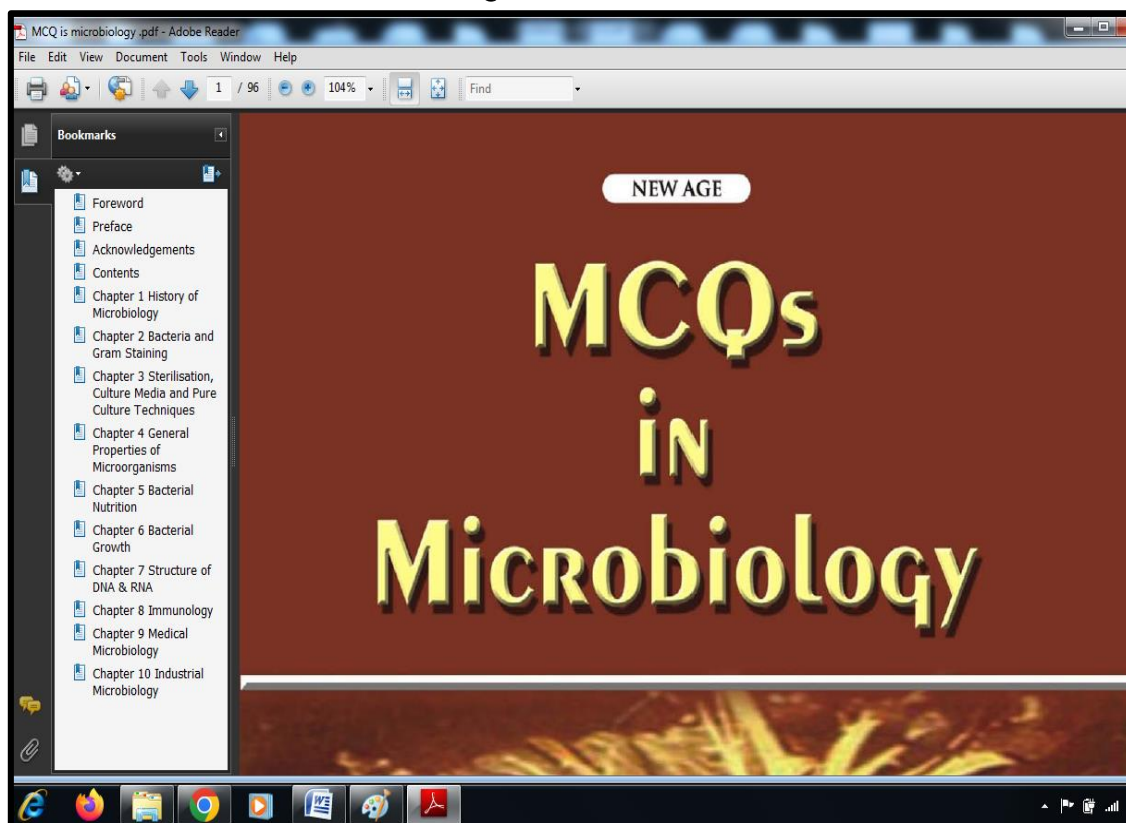 MCQ is microbiology .pdf - Adobe Reader
File Edit View Document Tools Window Help
1 / 96 104% Find
Bookmarks
Foreword
Preface
Acknowledgements
Contents
Chapter 1 History of
Microbiology
Chapter 2 Bacteria and
Gram Staining
Chapter 3 Sterilisation,
Culture Media and Pure
Culture Techniques
Chapter 4 General
Properties of
Microorganisms
Chapter 5 Bacterial
Nutrition
Chapter 6 Bacterial
Growth
Chapter 7 Structure of
DNA & RNA
Chapter 8 Immunology
Chapter 9 Medical
Microbiology
Chapter 10 Industrial
Microbiology
NEW AGE
MCQs
in
Microbiology